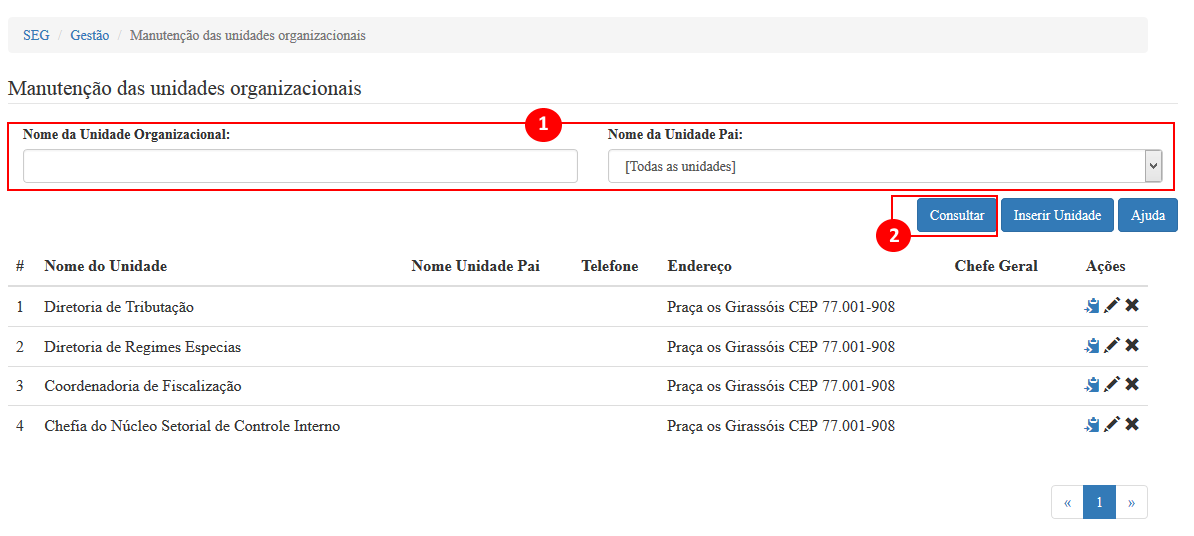 SEG / Gestão / Manutenção das unidades organizacionais
Manutenção das unidades organizacionais
1
Nome da Unidade Organizacional: Nome da Unidade Pai:
[Todas as unidades]
2
Consultar Inserir Unidade Ajuda
# Nome do Unidade Nome Unidade Pai Telefone Endereço Chefe Geral Ações
1 Diretoria de Tributação Praça os Girassóis CEP 77.001-908
2 Diretoria de Regimes Especias Praça os Girassóis CEP 77.001-908
3 Coordenadoria de Fiscalização Praça os Girassóis CEP 77.001-908
4 Chefia do Núcleo Setorial de Controle Interno Praça os Girassóis CEP 77.001-908
« 1 »